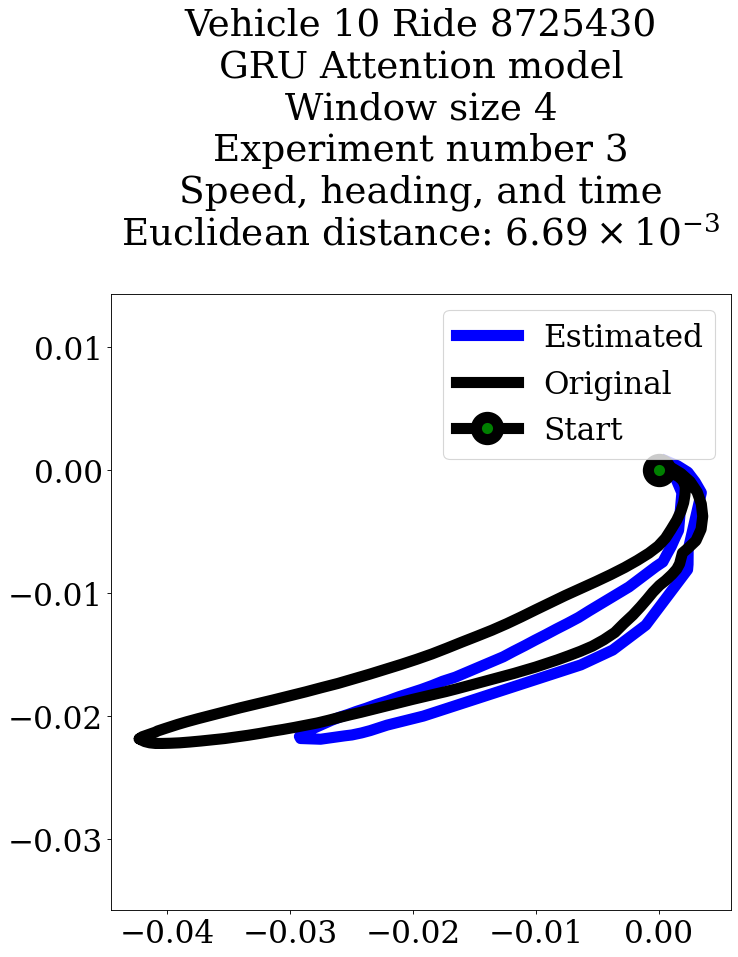 Vehicle 10 Ride 8725430
GRU Attention model
Window size 4
Experiment number 3
Speed, heading, and time
Euclidean distance: 6.69 × 10⁻³
Estimated
Original
Start
0.01
0.00
−0.01
−0.02
−0.03
−0.04 −0.03 −0.02 −0.01 0.00